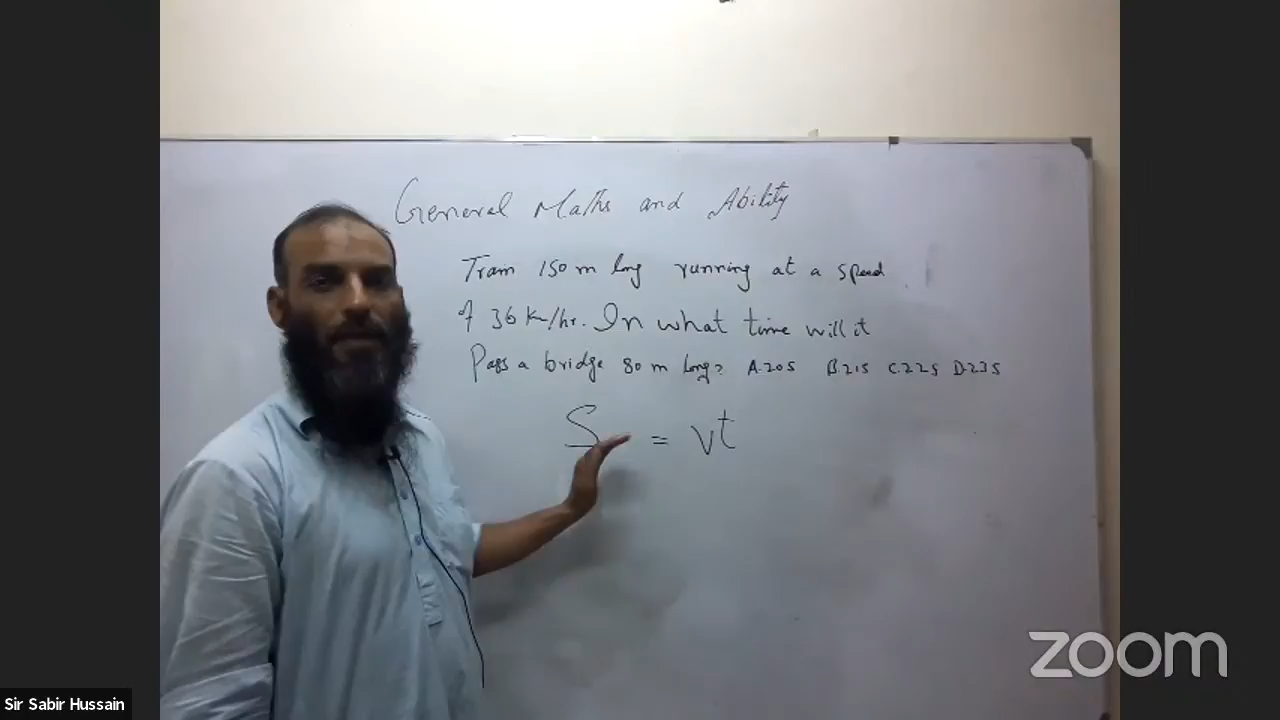 General Maths and Ability
Train 150 m long running at a speed
of 36 K/hr. In what time will it
Pass a bridge 80 m long? A.20s B.21s C.22s D.23s
S = vt
zoom
Sir Sabir Hussain